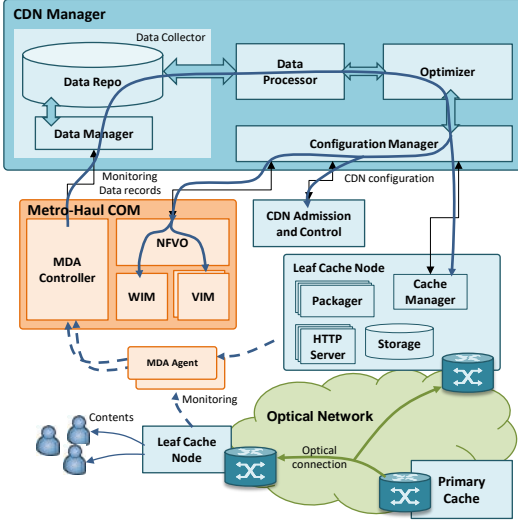 CDN Manager
Data Collector
Data Repo
Data
Processor
Optimizer
Data Manager
Configuration Manager
Monitoring
Data records
CDN configuration
Metro-Haul COM
NFVO
CDN Admission
and Control
MDA
Controller
WIM
VIM
Leaf Cache Node
Packager
Cache
Manager
HTTP
Server
Storage
MDA Agent
Monitoring
Contents
Optical Network
Leaf Cache
Node
Optical
connection
Primary
Cache